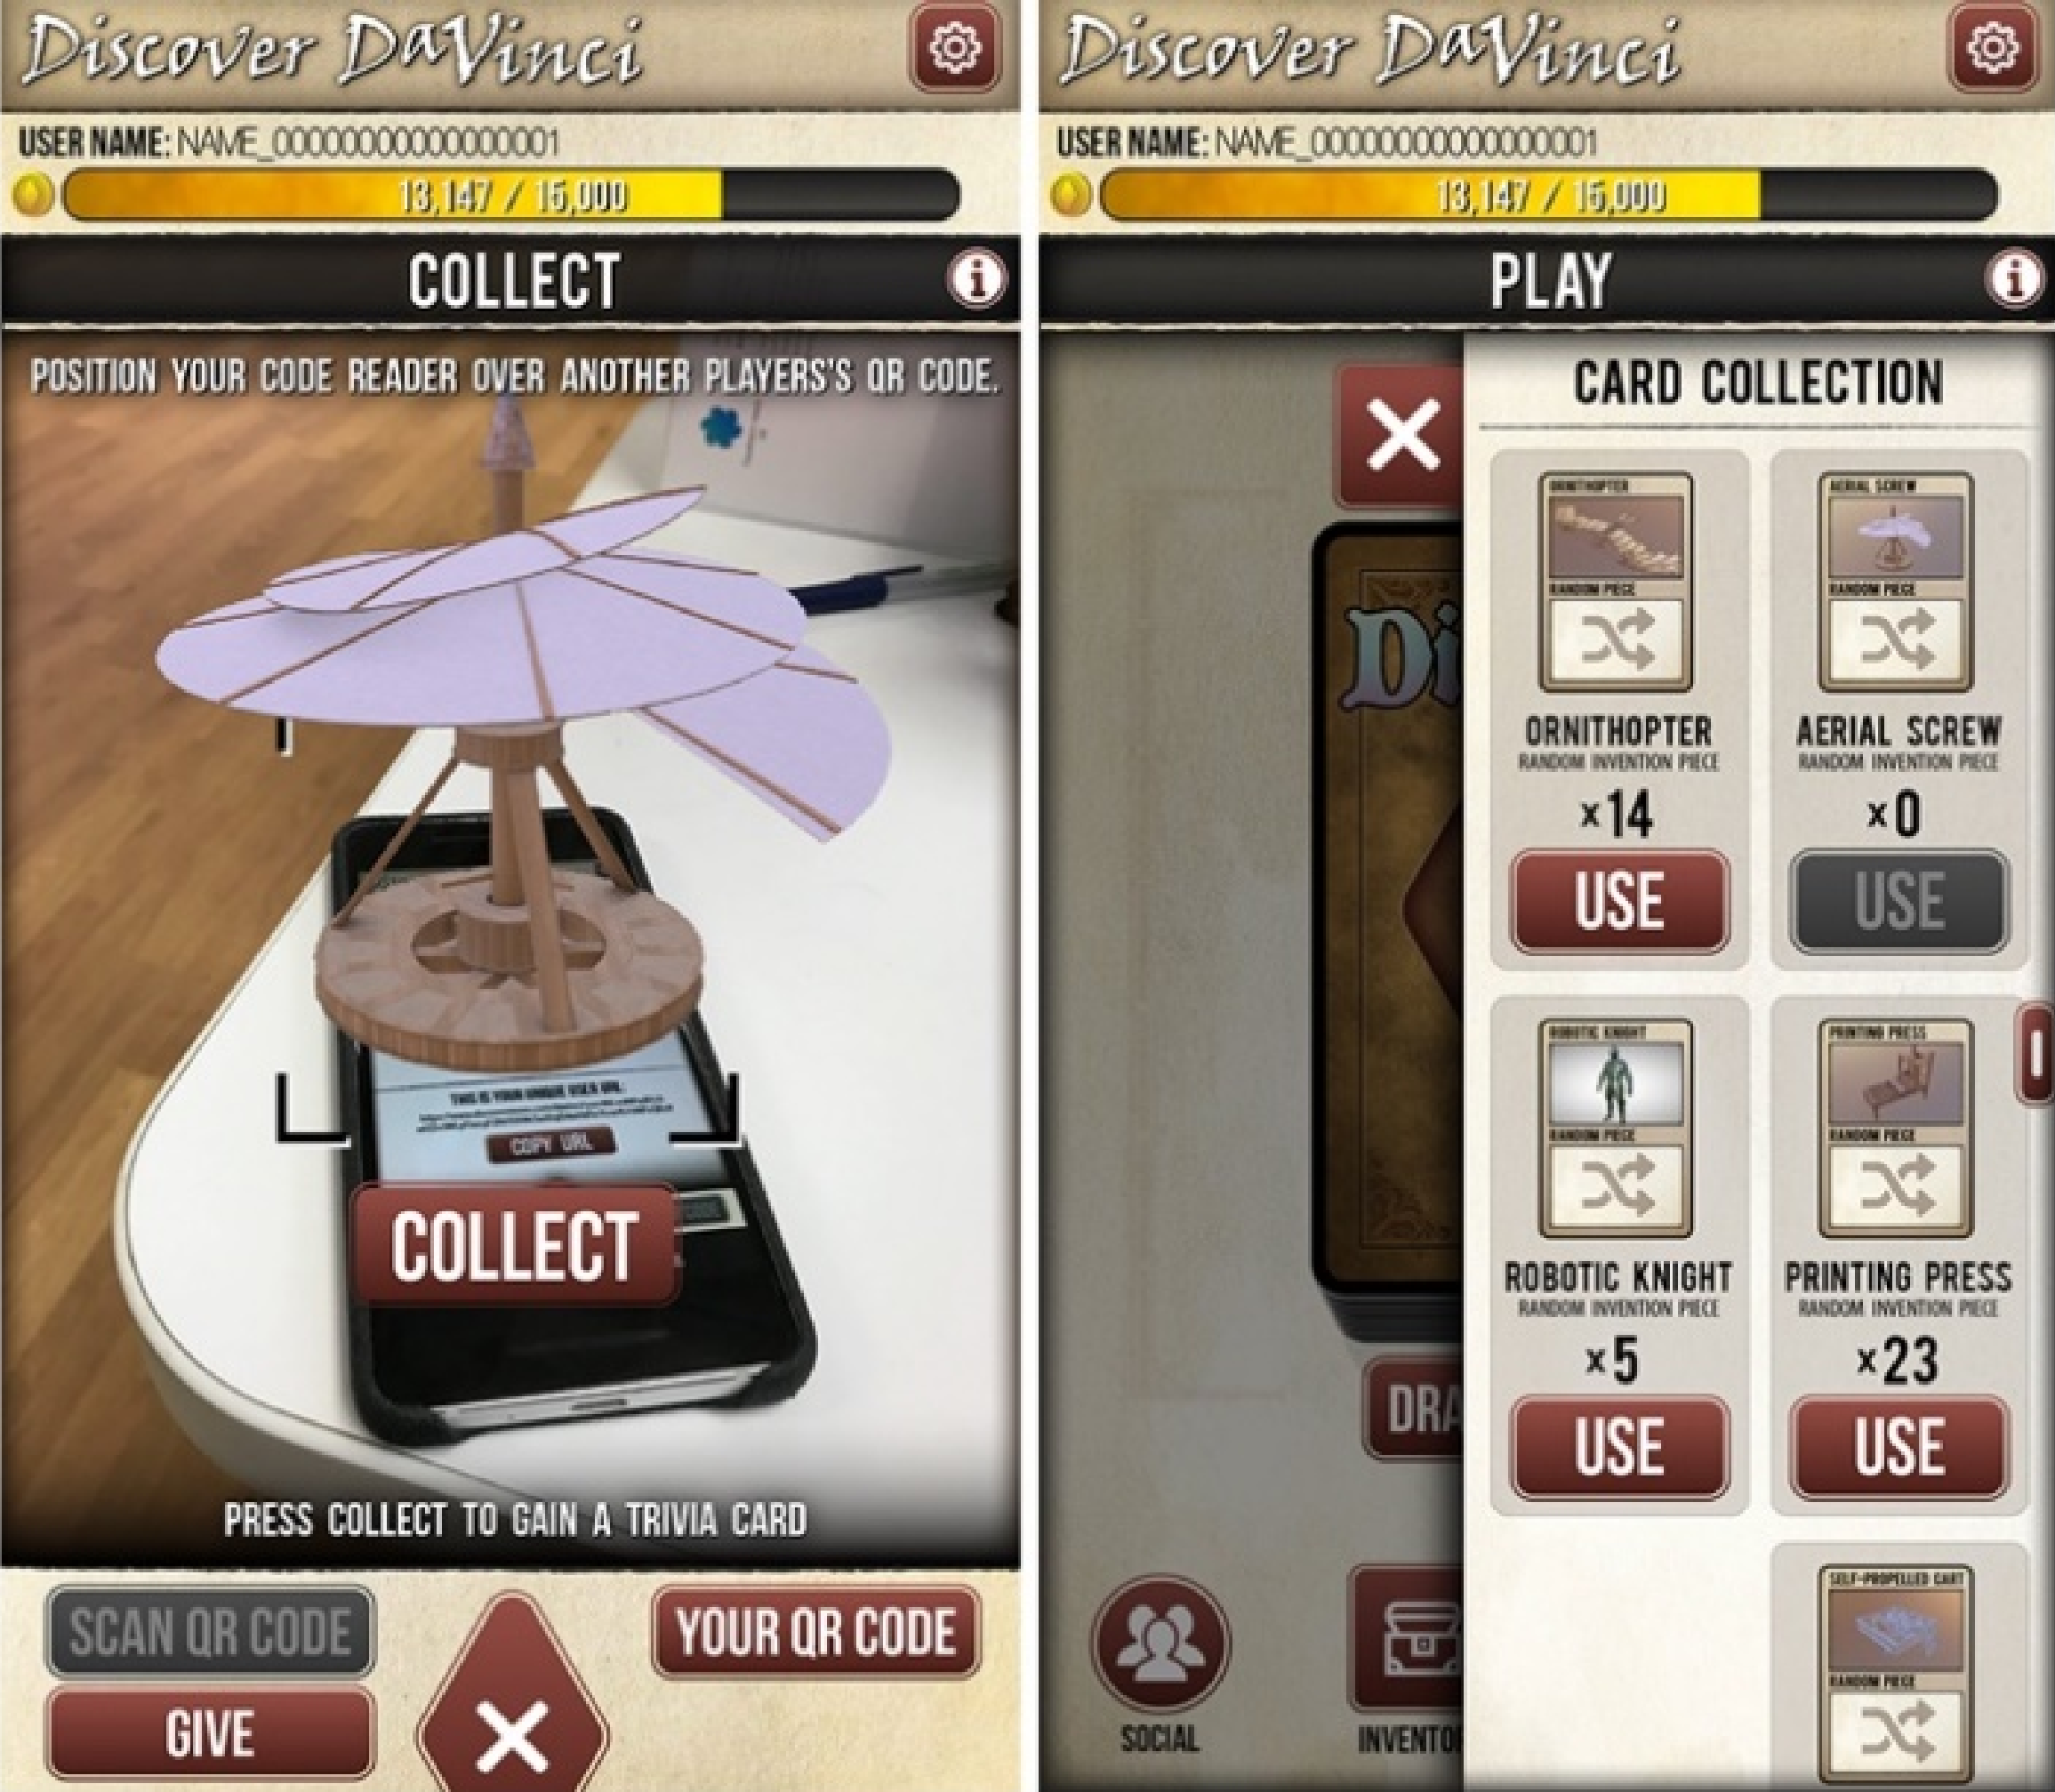 Discover DaVinci
USER NAME: NAME_00000000000000001
13,147 / 15,000
COLLECT
POSITION YOUR CODE READER OVER ANOTHER PLAYERS'S QR CODE.
THIS IS YOUR UNIQUE USER URL:
COPY URL
COLLECT
PRESS COLLECT TO GAIN A TRIVIA CARD
SCAN QR CODE
YOUR QR CODE
GIVE
Discover DaVinci
USER NAME: NAME_00000000000000001
13,147 / 15,000
PLAY
CARD COLLECTION
Di
ORNITHOPTER
RANDOM PIECE
ORNITHOPTER
RANDOM INVENTION PIECE
x14
USE
AERIAL SCREW
RANDOM PIECE
AERIAL SCREW
RANDOM INVENTION PIECE
x0
USE
ROBOTIC KNIGHT
RANDOM PIECE
ROBOTIC KNIGHT
RANDOM INVENTION PIECE
x5
USE
PRINTING PRESS
RANDOM PIECE
PRINTING PRESS
RANDOM INVENTION PIECE
x23
USE
SELF-PROPELLED CART
RANDOM PIECE
DRA
SOCIAL
INVENTO